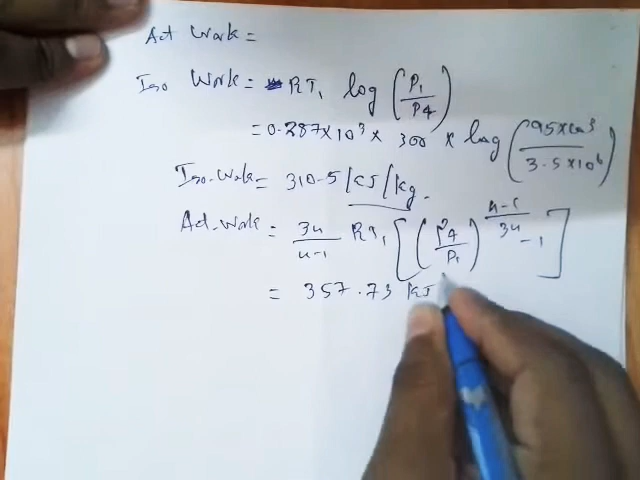 Act Work =
Iso Work = RT₁ log (P₁/P4)
= 0.287×10³ × 300 × log (95×10³/3.5×10⁶)
Iso.Work = 310.5 kJ/kg.
Act.Work = 3n/n-1 RT₁ [(P4/P₁)^(n-1/3n) -1]
= 357.73 KJ